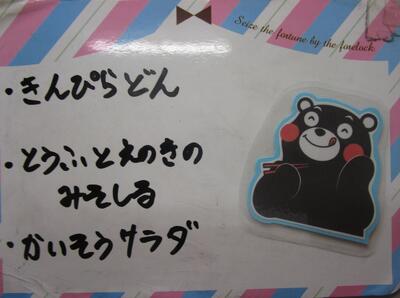 Seize the fortune by the forelock.
・きんぴらどん
・とうふいとえのきの
みそしる
・かいそうサラダ